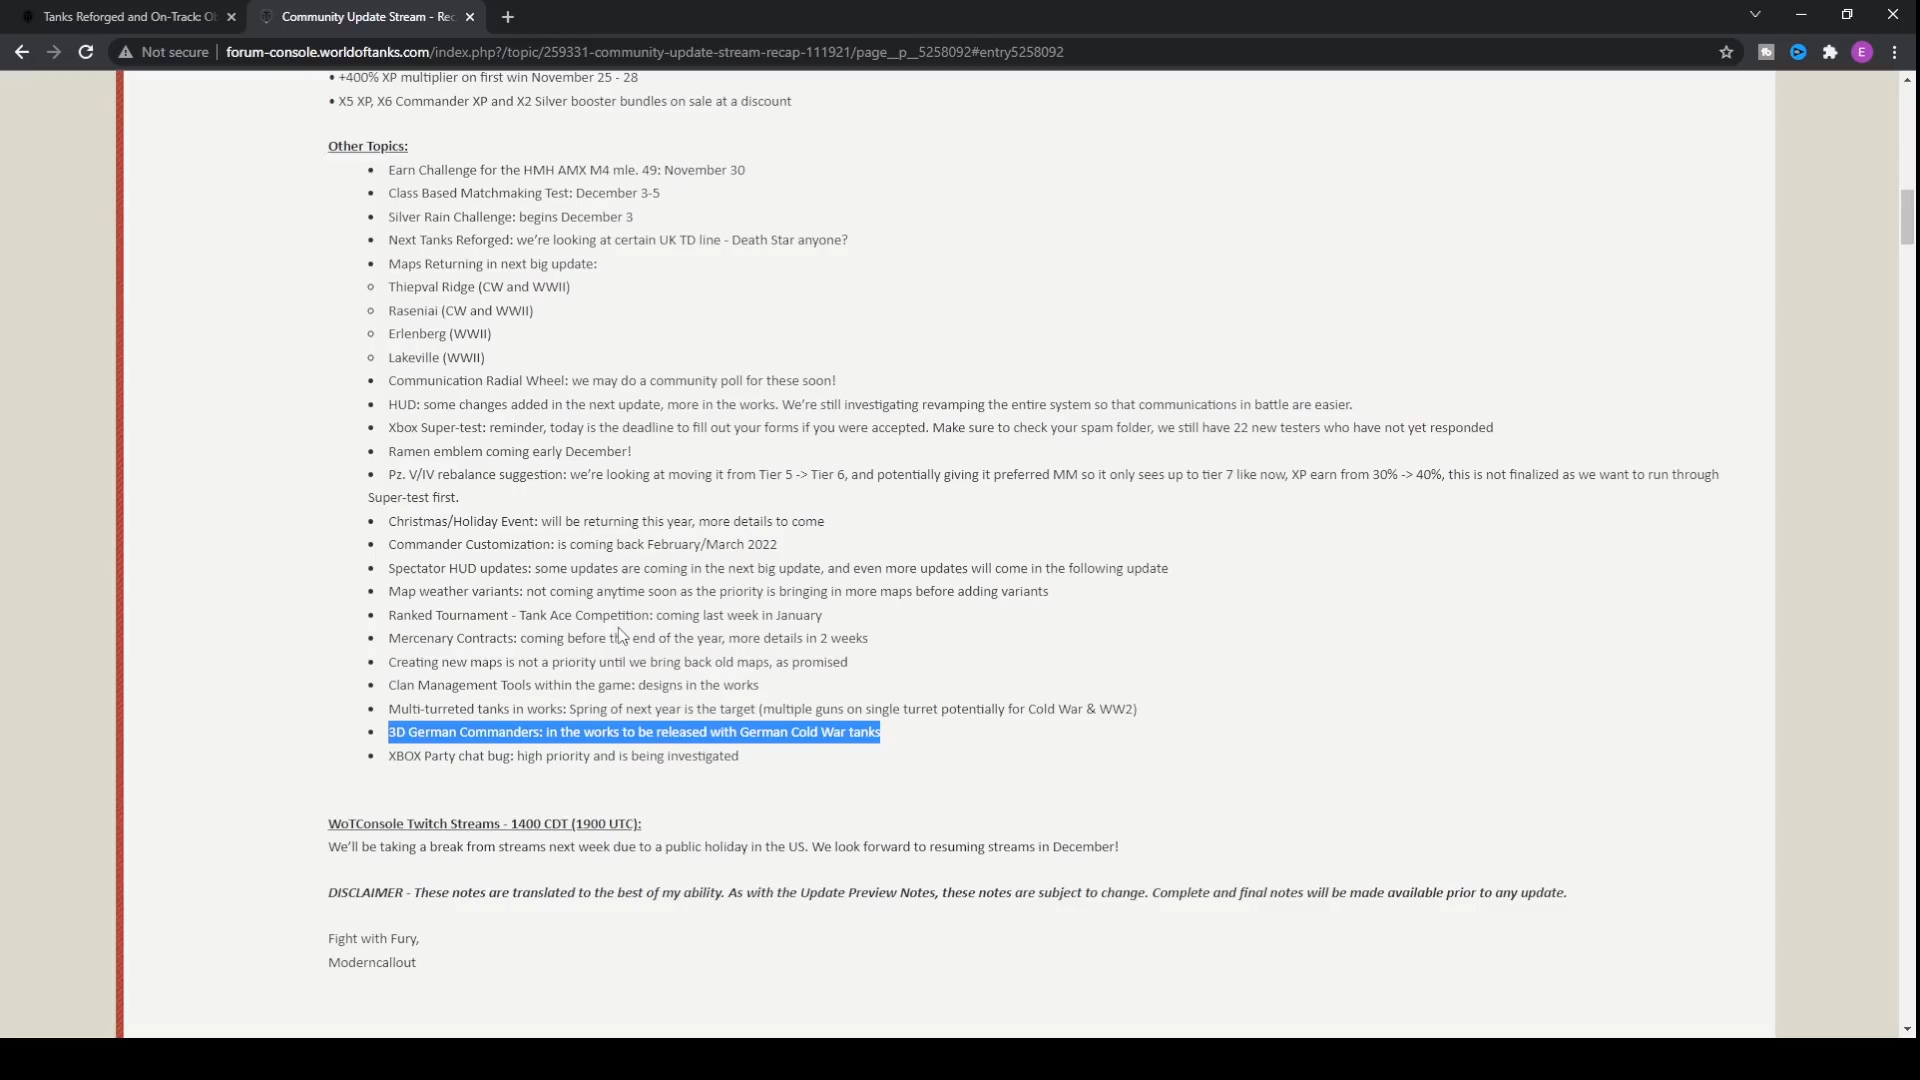 Tanks Reforged and On-Track: Ob
Community Update Stream - Rec
Not secure
forum-console.worldoftanks.com/index.php?/topic/259331-community-update-stream-recap-111921/page__p__5258092#entry5258092
E
• +400% XP multiplier on first win November 25 - 28
• X5 XP, X6 Commander XP and X2 Silver booster bundles on sale at a discount
Other Topics:
• Earn Challenge for the HMH AMX M4 mle. 49: November 30
• Class Based Matchmaking Test: December 3-5
• Silver Rain Challenge: begins December 3
• Next Tanks Reforged: we're looking at certain UK TD line - Death Star anyone?
• Maps Returning in next big update:
○ Thiepval Ridge (CW and WWII)
○ Raseniai (CW and WWII)
○ Erlenberg (WWII)
○ Lakeville (WWII)
• Communication Radial Wheel: we may do a community poll for these soon!
• HUD: some changes added in the next update, more in the works. We're still investigating revamping the entire system so that communications in battle are easier.
• Xbox Super-test: reminder, today is the deadline to fill out your forms if you were accepted. Make sure to check your spam folder, we still have 22 new testers who have not yet responded
• Ramen emblem coming early December!
• Pz. V/IV rebalance suggestion: we're looking at moving it from Tier 5 -> Tier 6, and potentially giving it preferred MM so it only sees up to tier 7 like now, XP earn from 30% -> 40%, this is not finalized as we want to run through
Super-test first.
• Christmas/Holiday Event: will be returning this year, more details to come
• Commander Customization: is coming back February/March 2022
• Spectator HUD updates: some updates are coming in the next big update, and even more updates will come in the following update
• Map weather variants: not coming anytime soon as the priority is bringing in more maps before adding variants
• Ranked Tournament - Tank Ace Competition: coming last week in January
• Mercenary Contracts: coming before the end of the year, more details in 2 weeks
• Creating new maps is not a priority until we bring back old maps, as promised
• Clan Management Tools within the game: designs in the works
• Multi-turreted tanks in works: Spring of next year is the target (multiple guns on single turret potentially for Cold War & WW2)
• 3D German Commanders: in the works to be released with German Cold War tanks
• XBOX Party chat bug: high priority and is being investigated
WoTConsole Twitch Streams - 1400 CDT (1900 UTC):
We'll be taking a break from streams next week due to a public holiday in the US. We look forward to resuming streams in December!
DISCLAIMER - These notes are translated to the best of my ability. As with the Update Preview Notes, these notes are subject to change. Complete and final notes will be made available prior to any update.
Fight with Fury,
Moderncallout